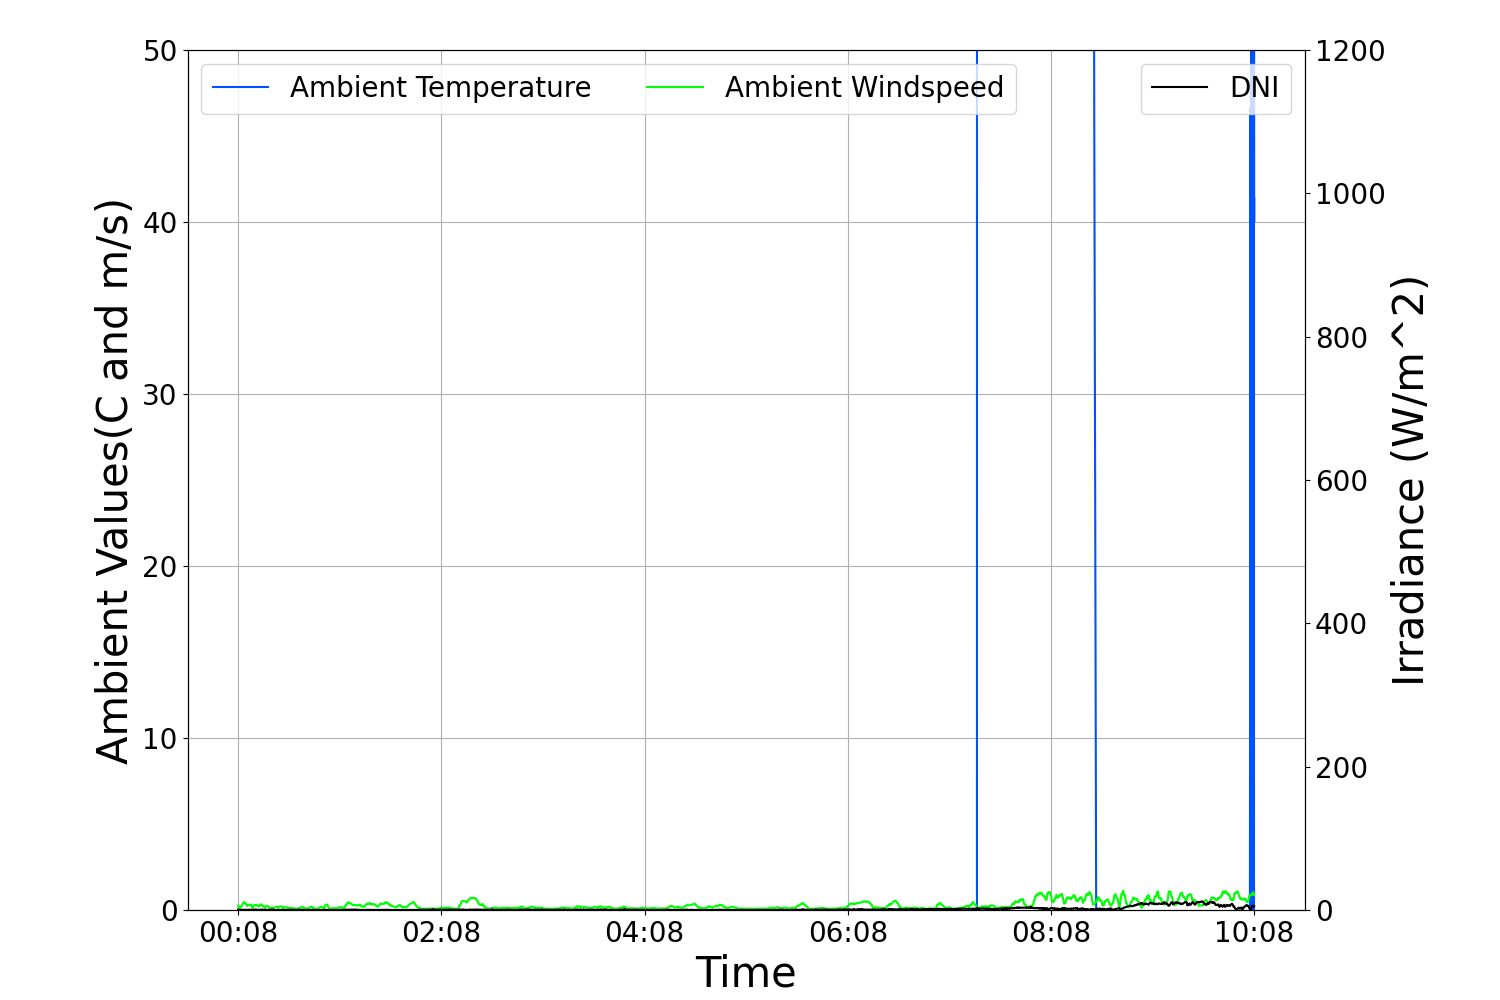 Ambient Temperature
Ambient Windspeed
DNI
Ambient Values(C and m/s)
50
40
30
20
10
0
1200
1000
800
600
400
200
0
Irradiance (W/m^2)
00:08 02:08 04:08 06:08 08:08 10:08
Time